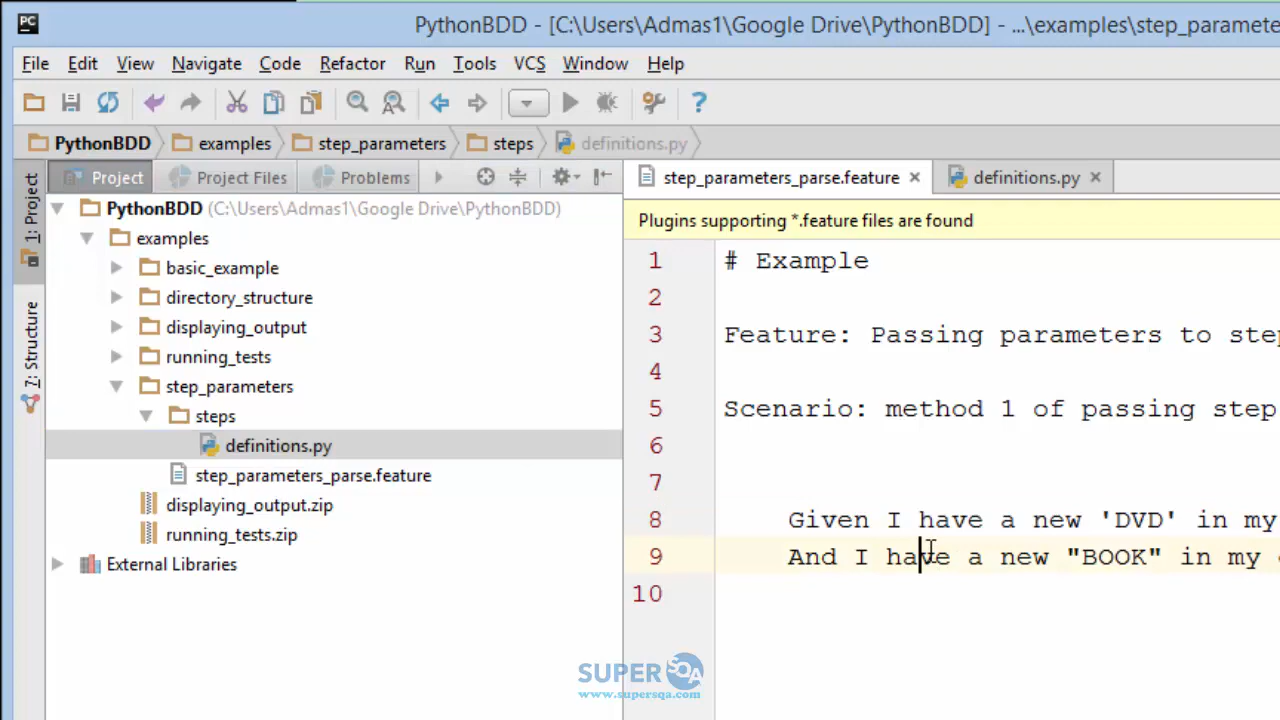 PC PythonBDD - [C:\Users\Admas1\Google Drive\PythonBDD] - ...\examples\step_paramete
File Edit View Navigate Code Refactor Run Tools VCS Window Help
PythonBDD examples step_parameters steps definitions.py
1: Project
7: Structure
Project Project Files Problems
step_parameters_parse.feature definitions.py
PythonBDD (C:\Users\Admas1\Google Drive\PythonBDD)
examples
basic_example
directory_structure
displaying_output
running_tests
step_parameters
steps
definitions.py
step_parameters_parse.feature
displaying_output.zip
running_tests.zip
External Libraries
Plugins supporting *.feature files are found
1 # Example
2
3 Feature: Passing parameters to step
4
5 Scenario: method 1 of passing step
6
7
8 Given I have a new 'DVD' in my
9 And I have a new "BOOK" in my
10
SUPER SQA
www.supersqa.com